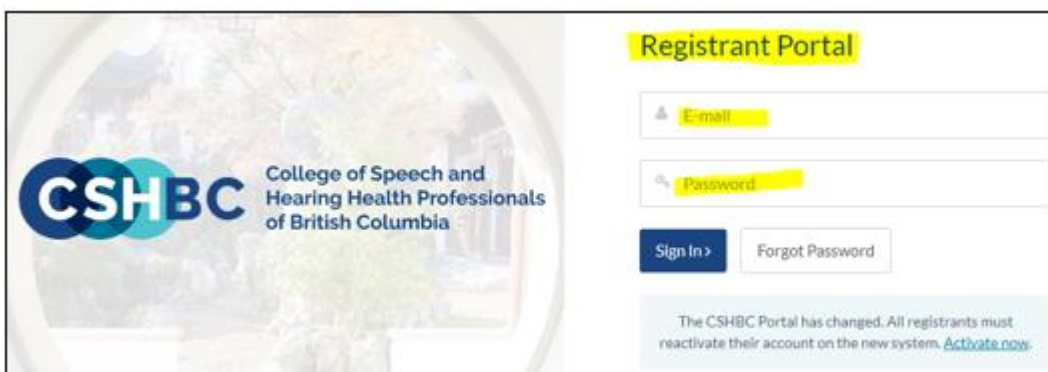 CSHBC
College of Speech and
Hearing Health Professionals
of British Columbia
Registrant Portal
E-mail
Password
Sign In >
Forgot Password
The CSHBC Portal has changed. All registrants must
reactivate their account on the new system. Activate now.